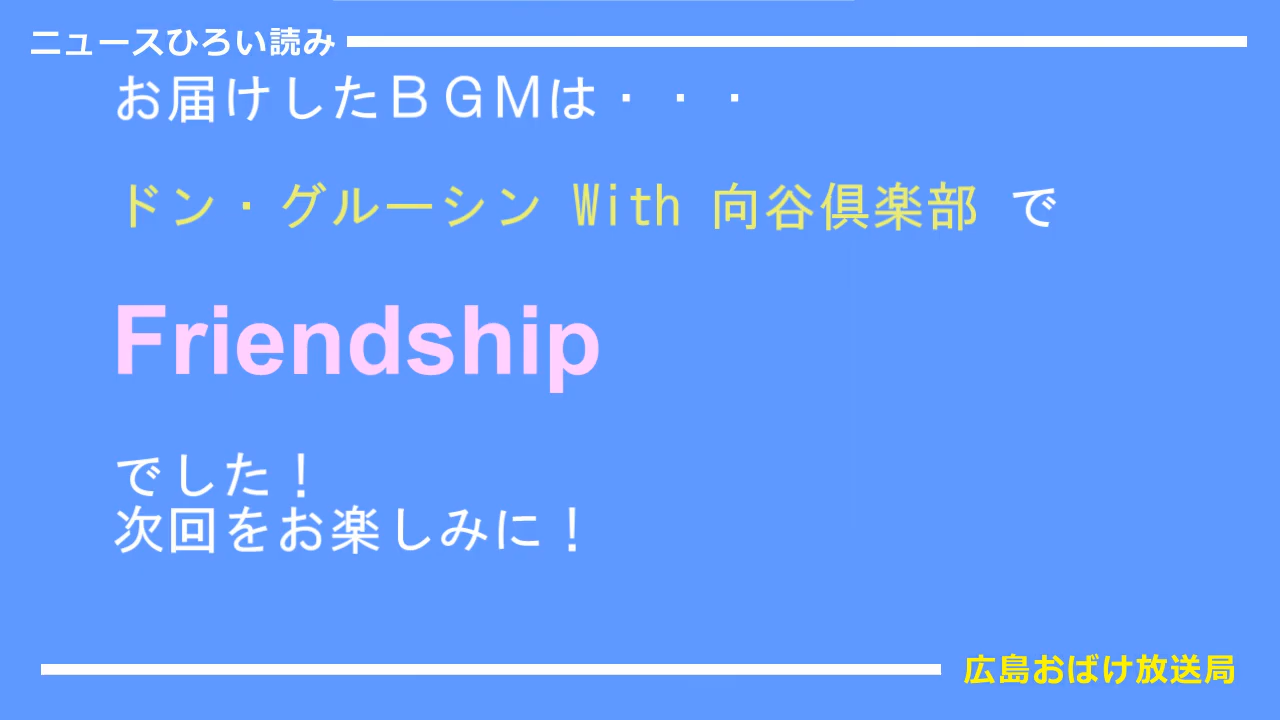 ニュースひろい読み
お届けしたＢＧＭは・・・
ドン・グルーシン With 向谷倶楽部 で
Friendship
でした！
次回をお楽しみに！
広島おばけ放送局